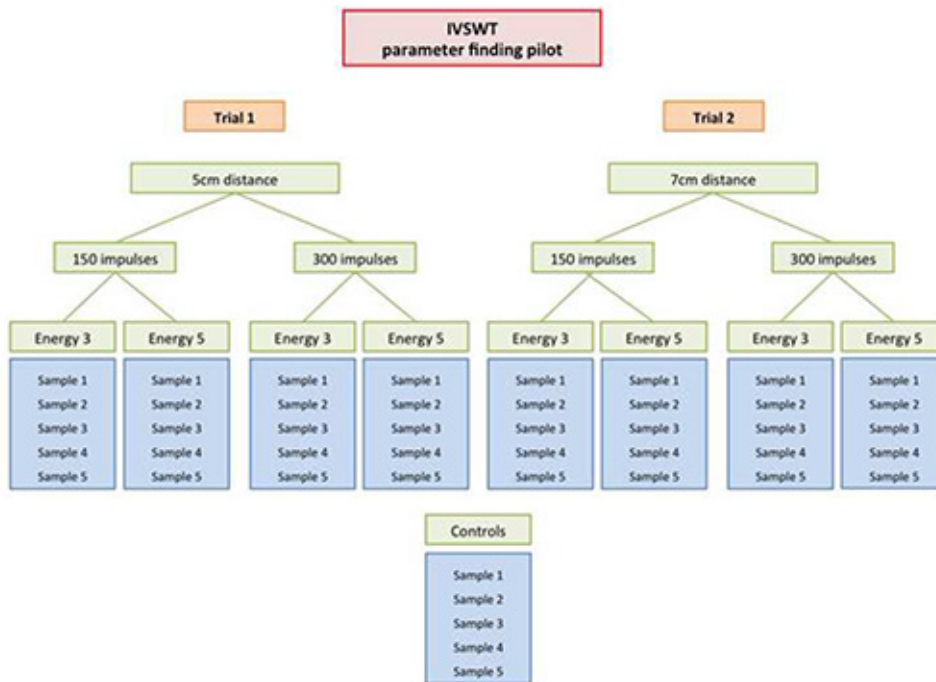 IVSWT
parameter finding pilot
Trial 1
Trial 2
5cm distance
7cm distance
150 impulses
300 impulses
150 impulses
300 impulses
Energy 3
Energy 5
Energy 3
Energy 5
Energy 3
Energy 5
Energy 3
Energy 5
Sample 1
Sample 2
Sample 3
Sample 4
Sample 5
Sample 1
Sample 2
Sample 3
Sample 4
Sample 5
Sample 1
Sample 2
Sample 3
Sample 4
Sample 5
Sample 1
Sample 2
Sample 3
Sample 4
Sample 5
Sample 1
Sample 2
Sample 3
Sample 4
Sample 5
Sample 1
Sample 2
Sample 3
Sample 4
Sample 5
Sample 1
Sample 2
Sample 3
Sample 4
Sample 5
Sample 1
Sample 2
Sample 3
Sample 4
Sample 5
Controls
Sample 1
Sample 2
Sample 3
Sample 4
Sample 5